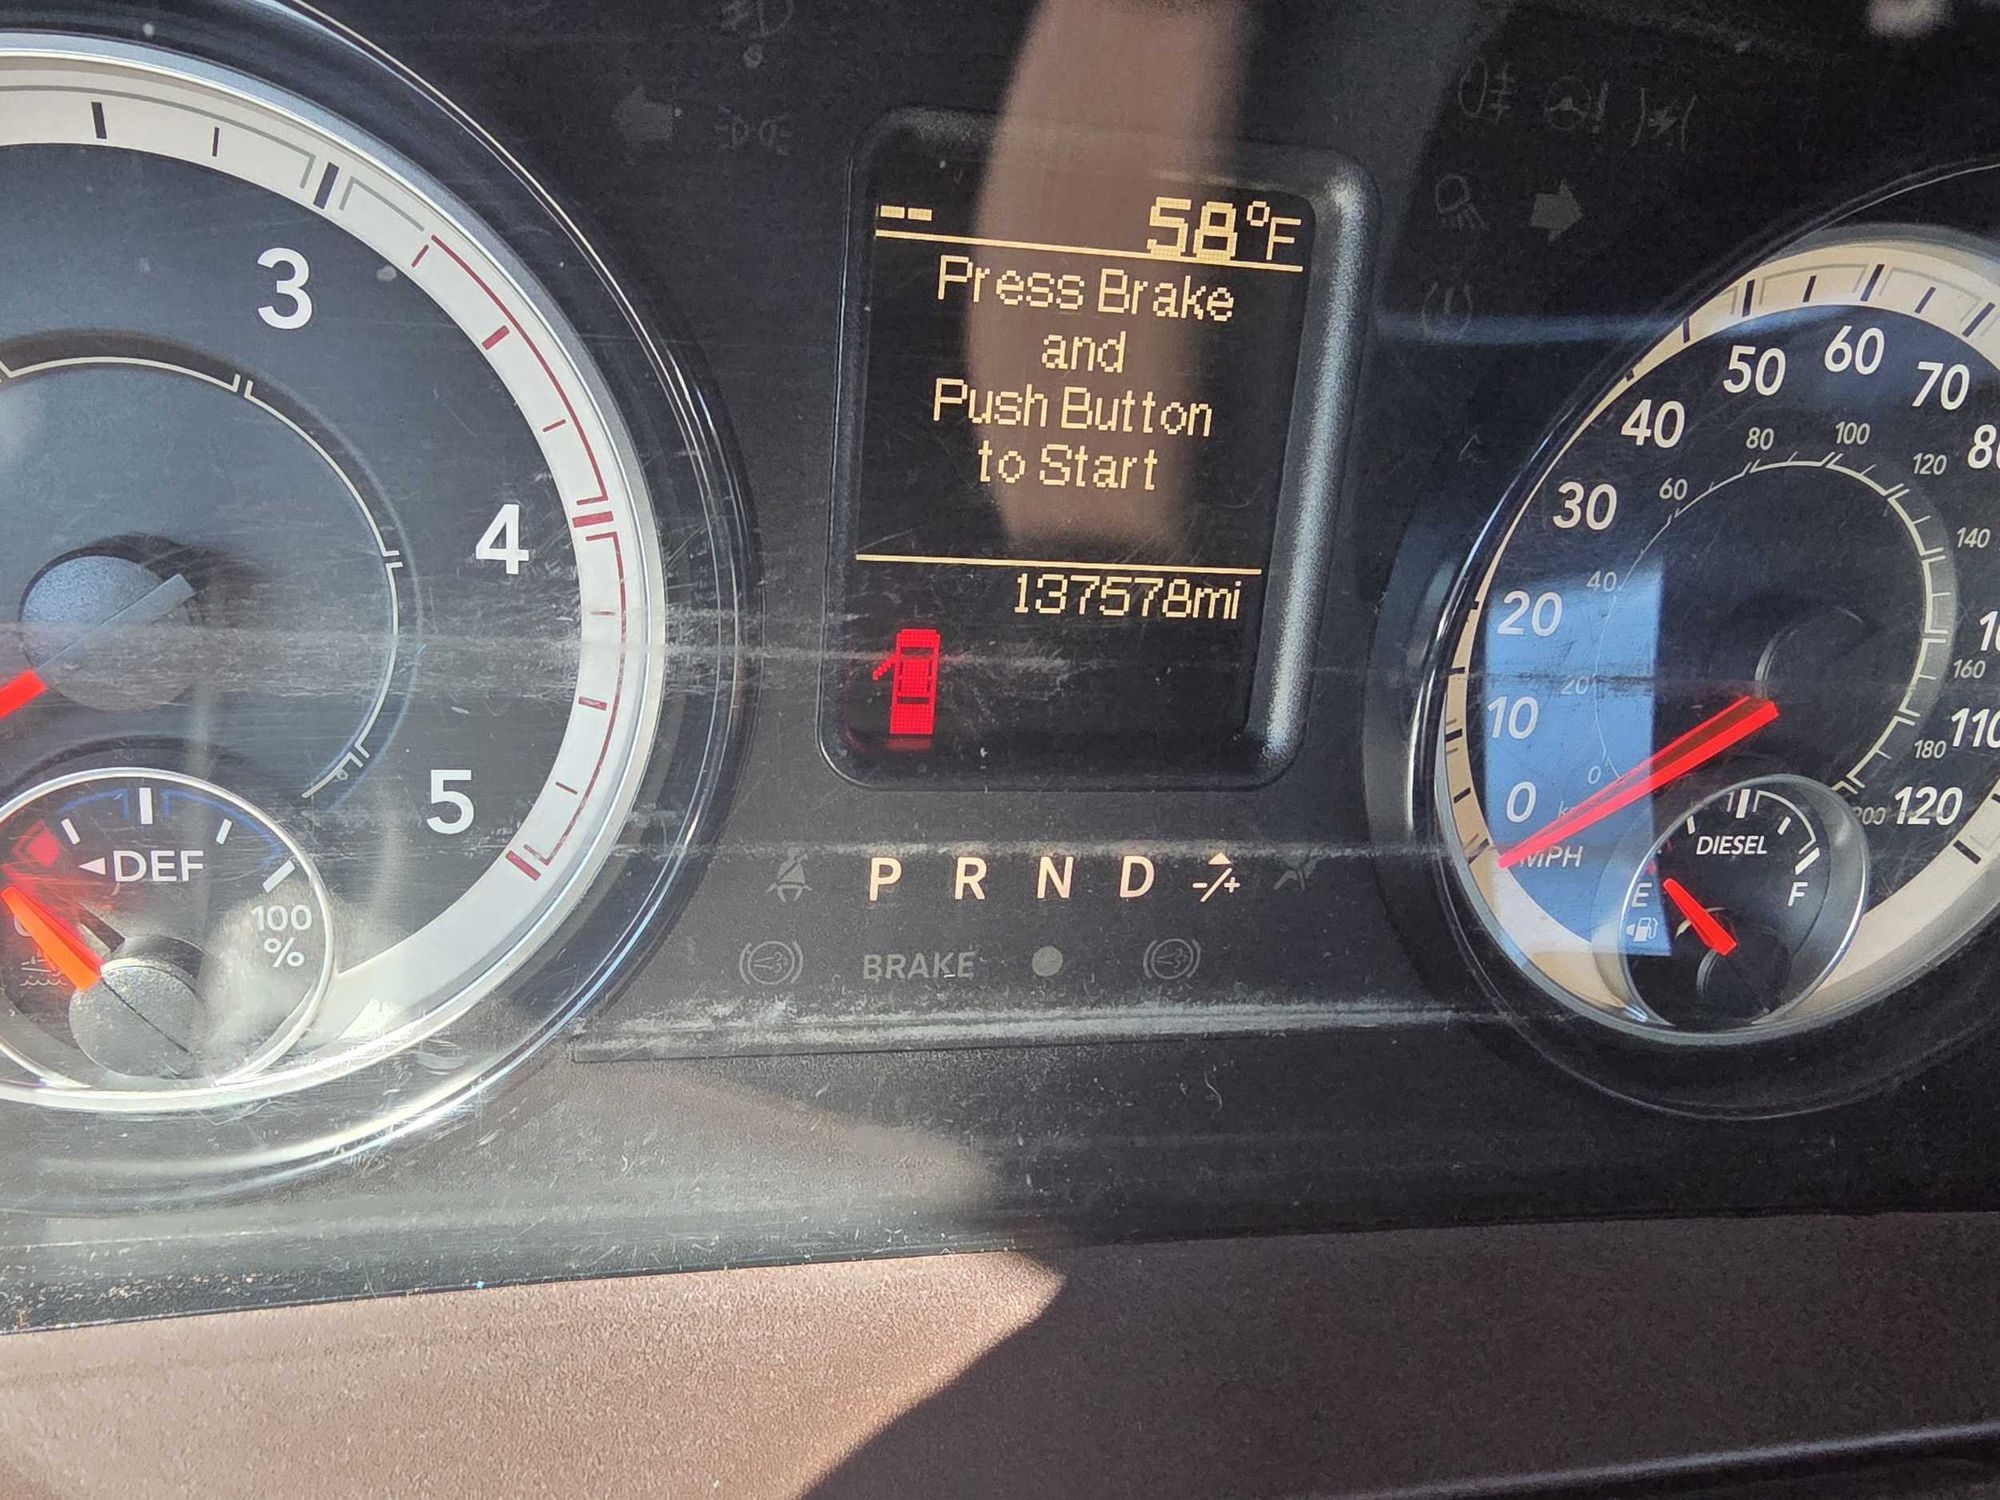 -- 58°F
Press Brake
and
Push Button
to Start
137578mi
3
4
5
DEF
100
%
P R N D -/+
BRAKE
0
10
20
30
40
50
60
70
110
120
MPH
0
20
40
60
80
100
120
140
160
180
200
DIESEL
E
F